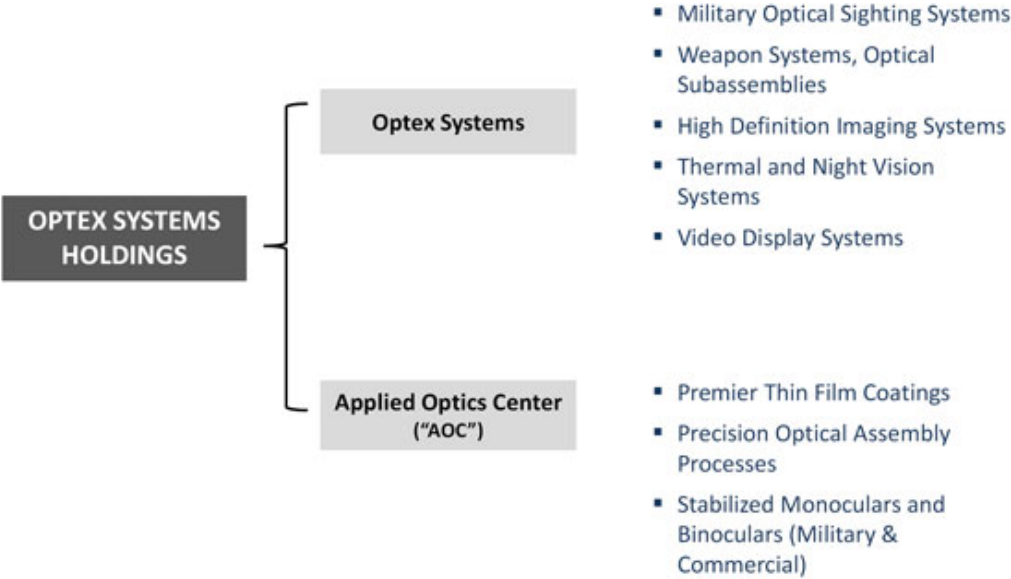 OPTEX SYSTEMS
HOLDINGS
Optex Systems
▪ Military Optical Sighting Systems
▪ Weapon Systems, Optical
Subassemblies
▪ High Definition Imaging Systems
▪ Thermal and Night Vision
Systems
▪ Video Display Systems
Applied Optics Center
(“AOC”)
▪ Premier Thin Film Coatings
▪ Precision Optical Assembly
Processes
▪ Stabilized Monoculars and
Binoculars (Military &
Commercial)